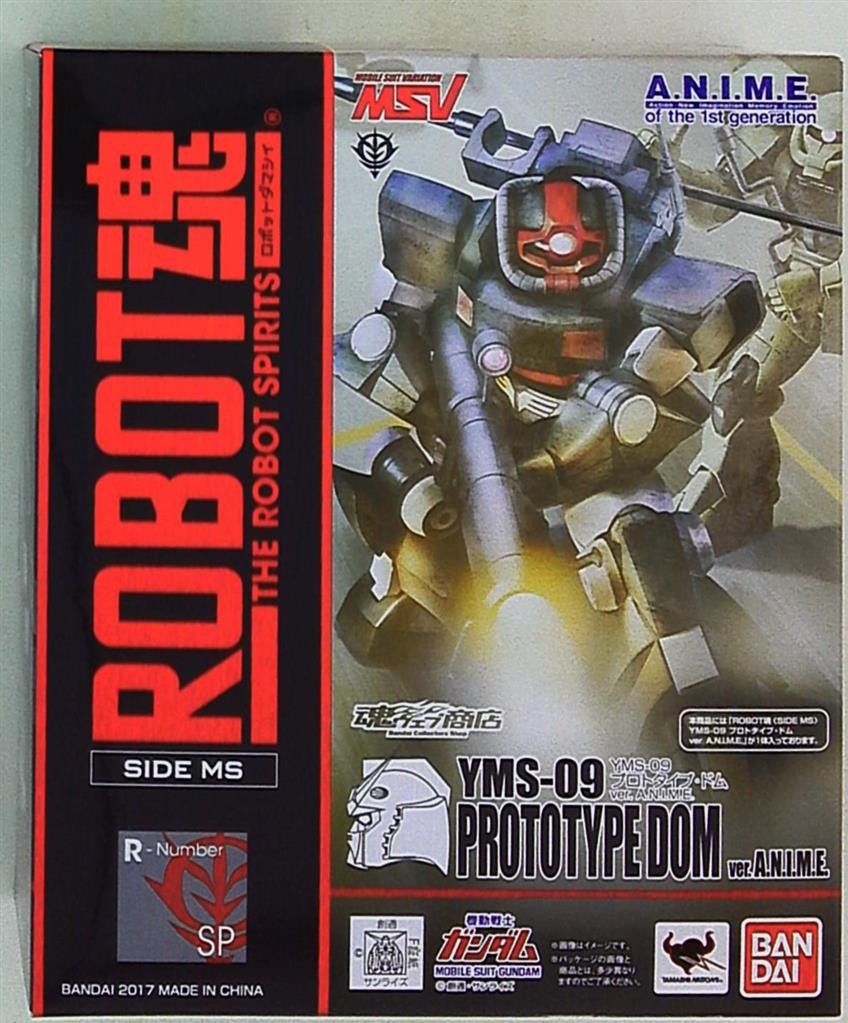 ROBOT魂
®
THE ROBOT SPIRITS
ロボットダマシイ
SIDE MS
R-Number
SP
BANDAI 2017 MADE IN CHINA
MOBILE SUIT VARIATION
MSV
A.N.I.M.E.
Action New Imagination Memory Emotion
of the 1st generation
魂ウェブ商店
Bandai Collectors Shop
本商品には「ROBOT魂〈SIDE MS〉
YMS-09 プロトタイプ・ドム
ver. A.N.I.M.E.」が1体入っております。
YMS-09
YMS-09
プロトタイプ・ドム
ver. A.N.I.M.E.
PROTOTYPE DOM ver. A.N.I.M.E.
創通
サンライズ
©
証紙
機動戦士
ガンダム
MOBILE SUIT GUNDAM
©創通・サンライズ
※画像はイメージです。
※パッケージの画像と
商品とは、多少異なり
ますのでご了承ください。
TAMASHII NATIONS
BAN
DAI